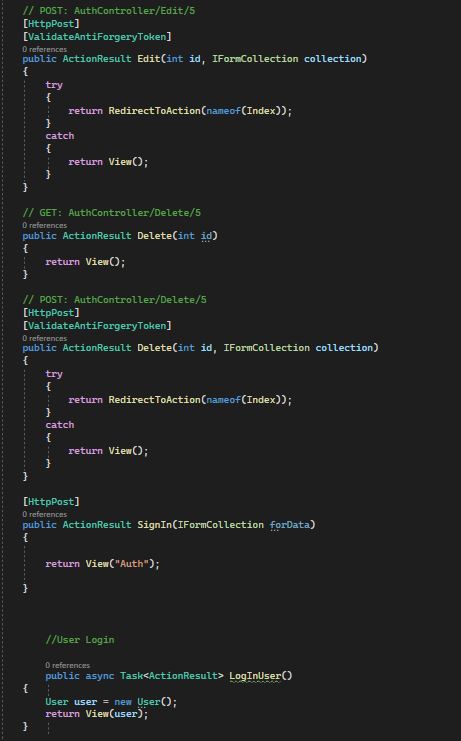 // POST: AuthController/Edit/5
[HttpPost]
[ValidateAntiForgeryToken]
0 references
public ActionResult Edit(int id, IFormCollection collection)
{
try
{
return RedirectToAction(nameof(Index));
}
catch
{
return View();
}
}
// GET: AuthController/Delete/5
0 references
public ActionResult Delete(int id)
{
return View();
}
// POST: AuthController/Delete/5
[HttpPost]
[ValidateAntiForgeryToken]
0 references
public ActionResult Delete(int id, IFormCollection collection)
{
try
{
return RedirectToAction(nameof(Index));
}
catch
{
return View();
}
}
[HttpPost]
0 references
public ActionResult SignIn(IFormCollection forData)
{
return View("Auth");
}
//User Login
0 references
public async Task<ActionResult> LogInUser()
{
User user = new User();
return View(user);
}